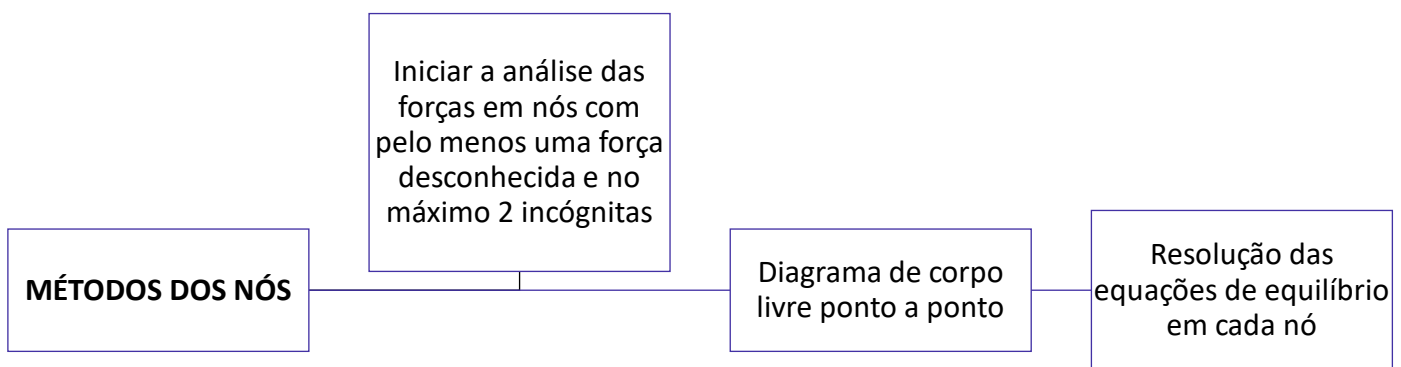 Iniciar a análise das
forças em nós com
pelo menos uma força
desconhecida e no
máximo 2 incógnitas
MÉTODOS DOS NÓS
Diagrama de corpo
livre ponto a ponto
Resolução das
equações de equilíbrio
em cada nó